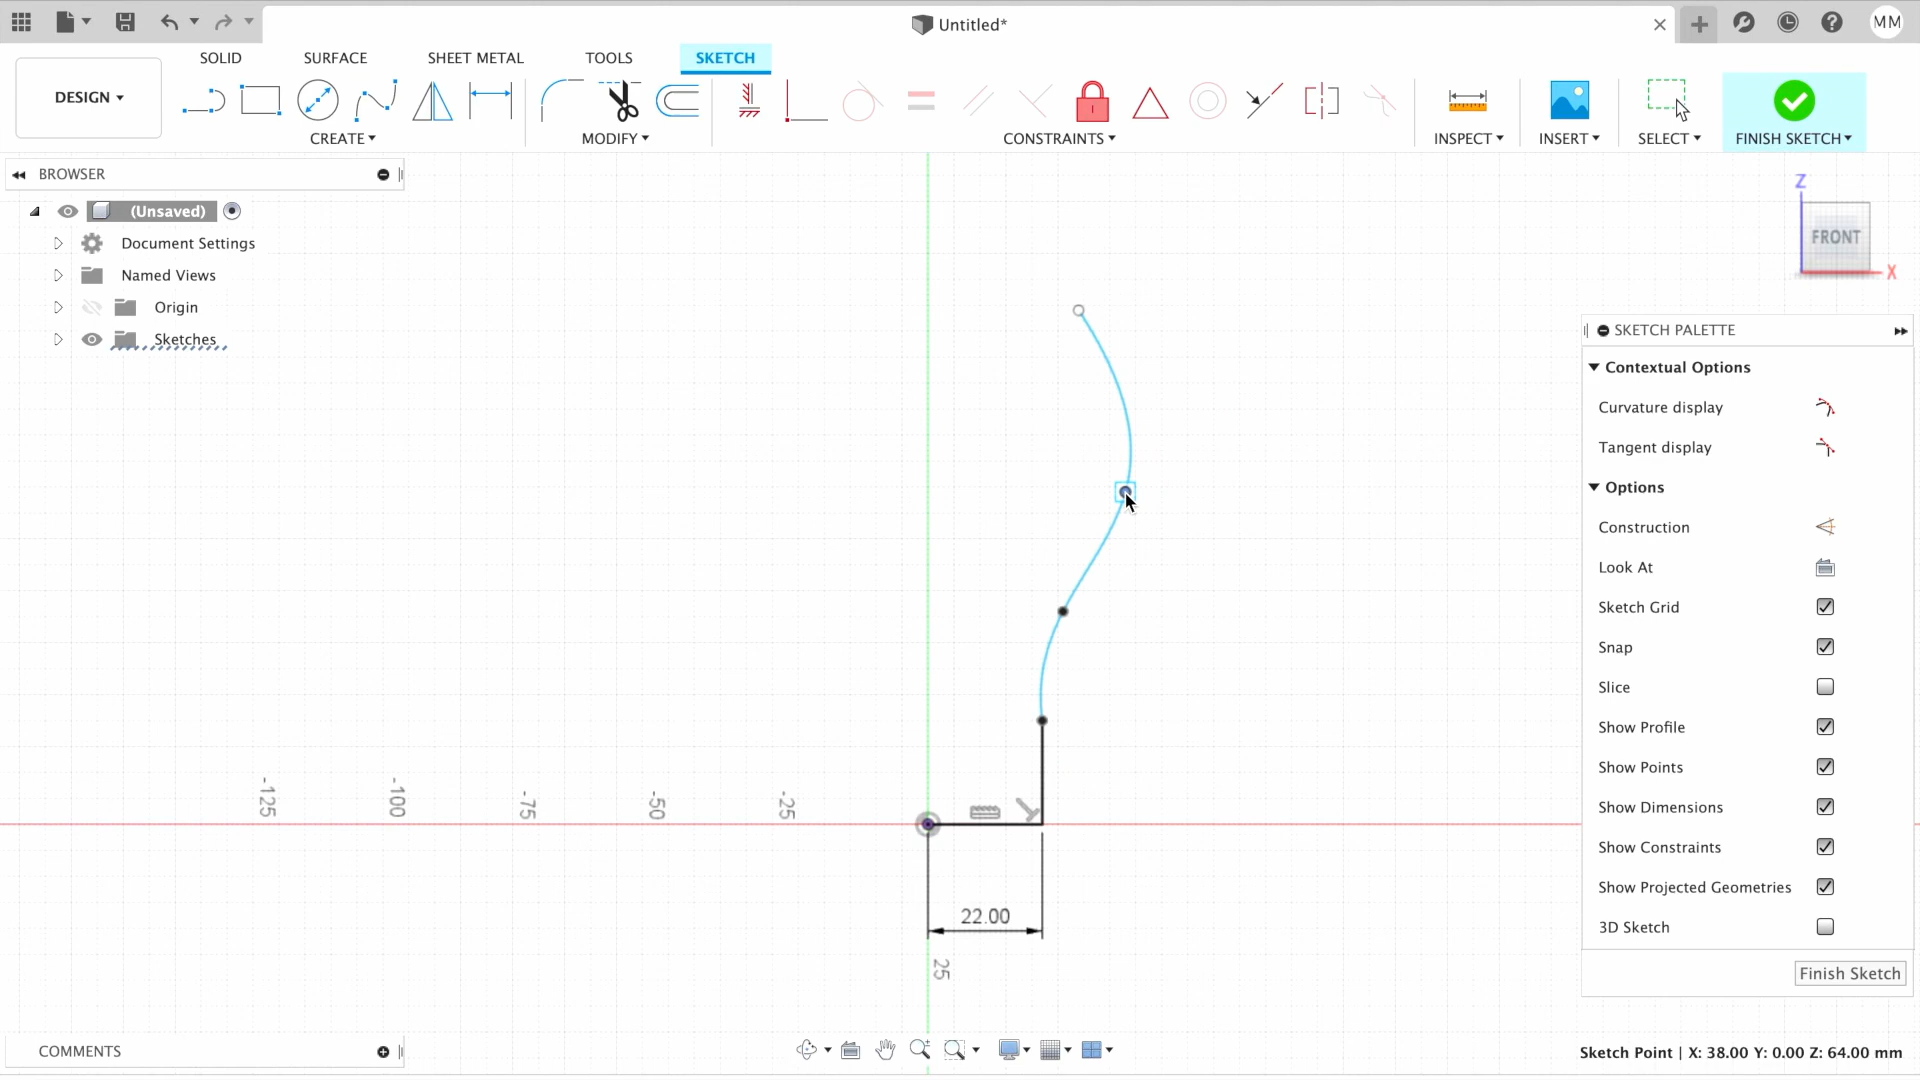 Untitled*
MM
SOLID
SURFACE
SHEET METAL
TOOLS
SKETCH
DESIGN
CREATE
MODIFY
CONSTRAINTS
INSPECT
INSERT
SELECT
FINISH SKETCH
BROWSER
(Unsaved)
Document Settings
Named Views
Origin
Sketches
Z
FRONT
X
SKETCH PALETTE
Contextual Options
Curvature display
Tangent display
Options
Construction
Look At
Sketch Grid
Snap
Slice
Show Profile
Show Points
Show Dimensions
Show Constraints
Show Projected Geometries
3D Sketch
Finish Sketch
-125
-100
-75
-50
-25
22.00
25
COMMENTS
Sketch Point | X: 38.00 Y: 0.00 Z: 64.00 mm